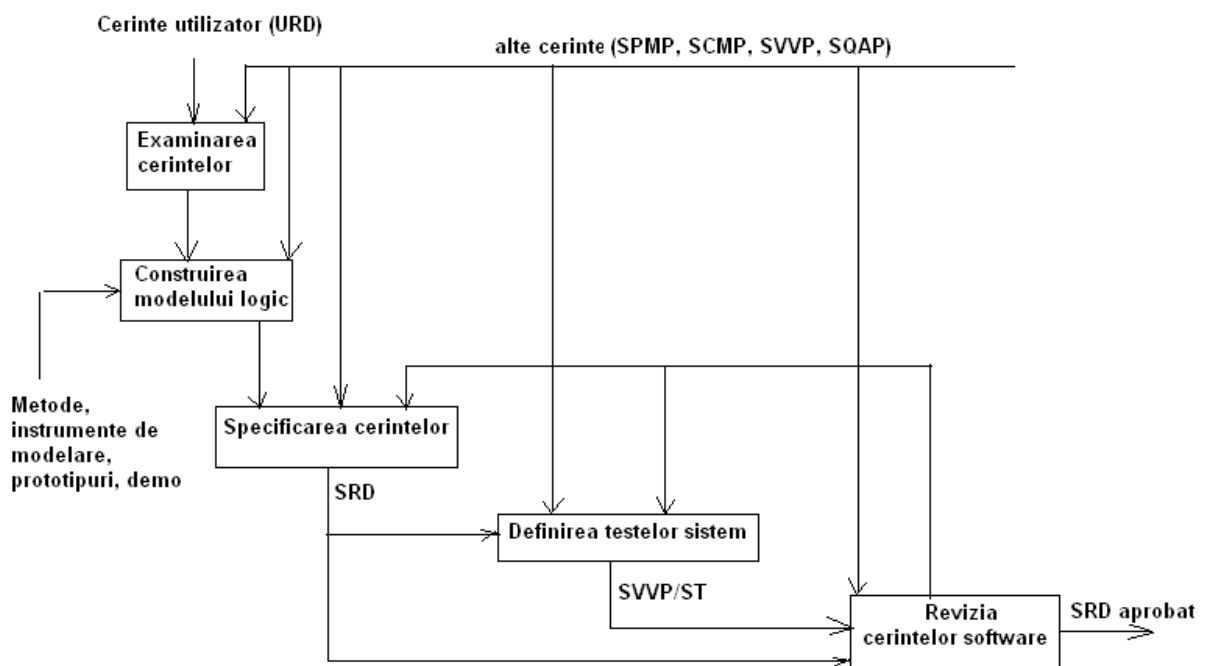 Cerinte utilizator (URD)
alte cerinte (SPMP, SCMP, SVVP, SQAP)
Examinarea
cerintelor
Construirea
modelului logic
Metode,
instrumente de
modelare,
prototipuri, demo
Specificarea cerintelor
SRD
Definirea testelor sistem
SVVP/ST
Revizia
cerintelor software
SRD aprobat